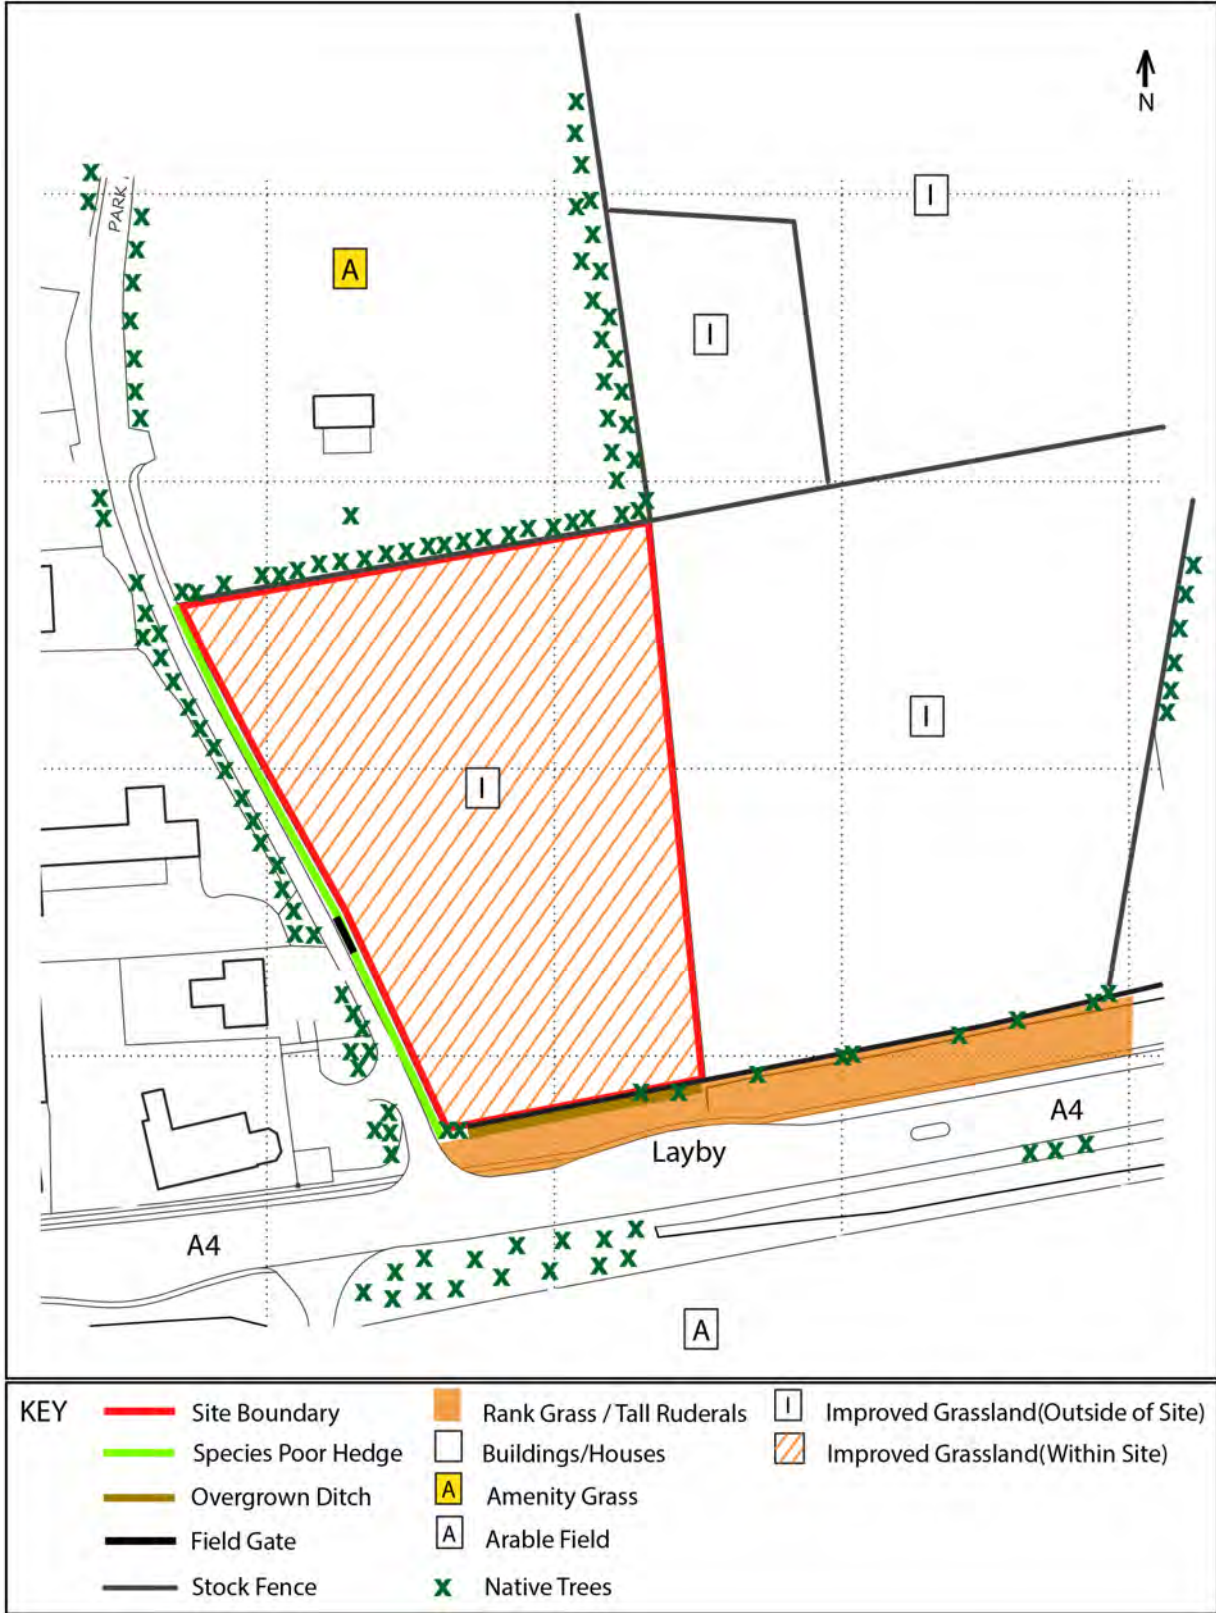 N
PARK
I
A
I
I
I
Layby
A4
A4
A
KEY
Site Boundary
Species Poor Hedge
Overgrown Ditch
Field Gate
Stock Fence
Rank Grass / Tall Ruderals
Buildings/Houses
A Amenity Grass
A Arable Field
x Native Trees
I Improved Grassland(Outside of Site)
Improved Grassland(Within Site)